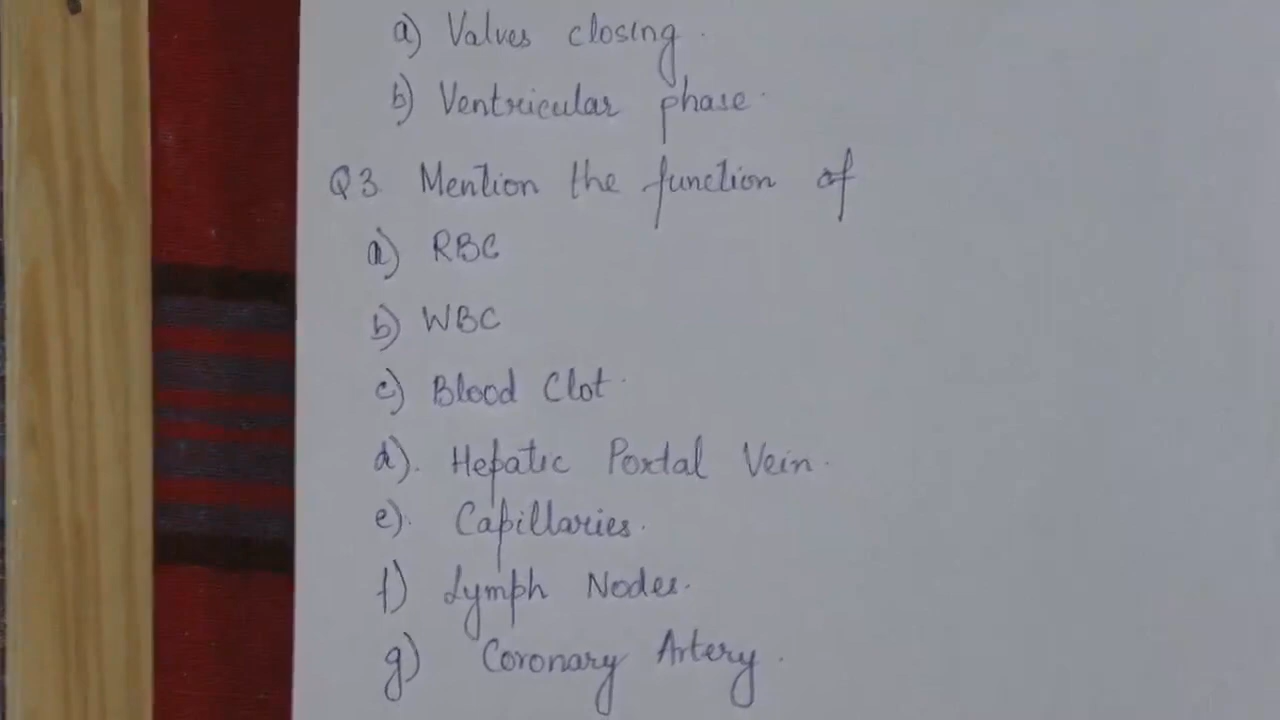 a) Valves closing.
b) Ventricular phase.
Q3. Mention the function of
a) RBC
b) WBC
c) Blood Clot.
d). Hepatic Portal Vein.
e). Capillaries.
f) Lymph Nodes.
g) Coronary Artery.